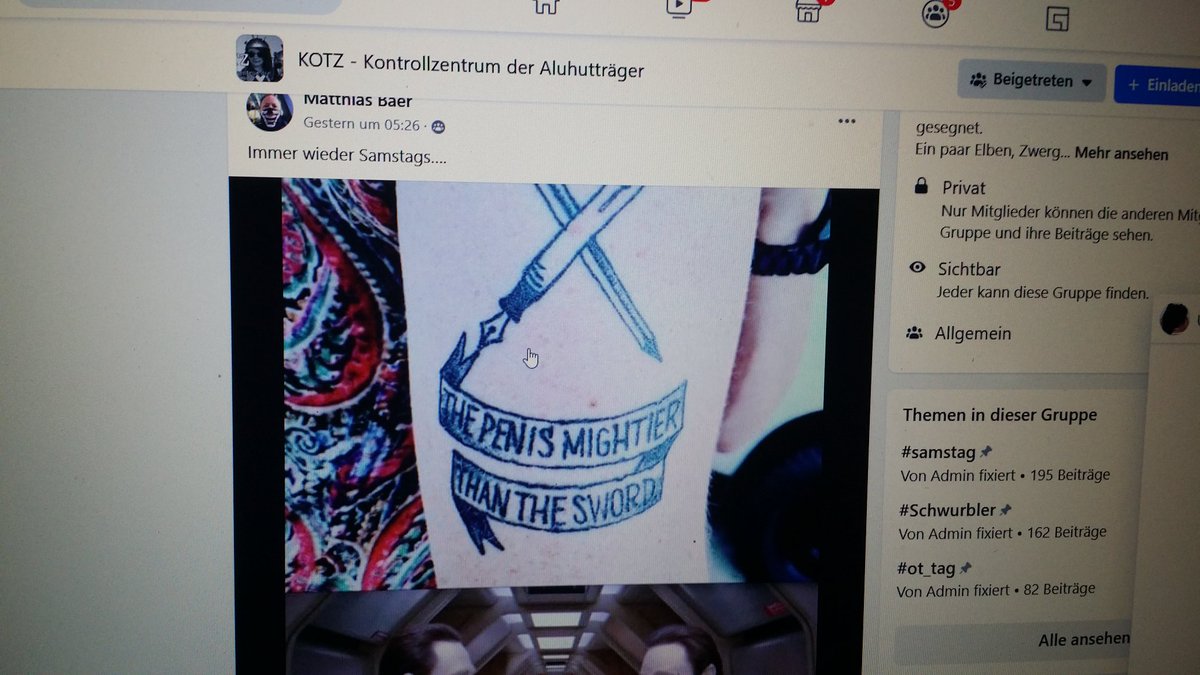 KOTZ - Kontrollzentrum der Aluhutträger
Beigetreten
+ Einladen
Matthias Baer
Gestern um 05:26 ·
Immer wieder Samstags....
THE PENIS MIGHTIER
THAN THE SWORD
gesegnet.
Ein paar Elben, Zwerg... Mehr ansehen
Privat
Nur Mitglieder können die anderen
Gruppe und ihre Beiträge sehen.
Sichtbar
Jeder kann diese Gruppe finden.
Allgemein
Themen in dieser Gruppe
#samstag
Von Admin fixiert • 195 Beiträge
#Schwurbler
Von Admin fixiert • 162 Beiträge
#ot_tag
Von Admin fixiert • 82 Beiträge
Alle ansehen